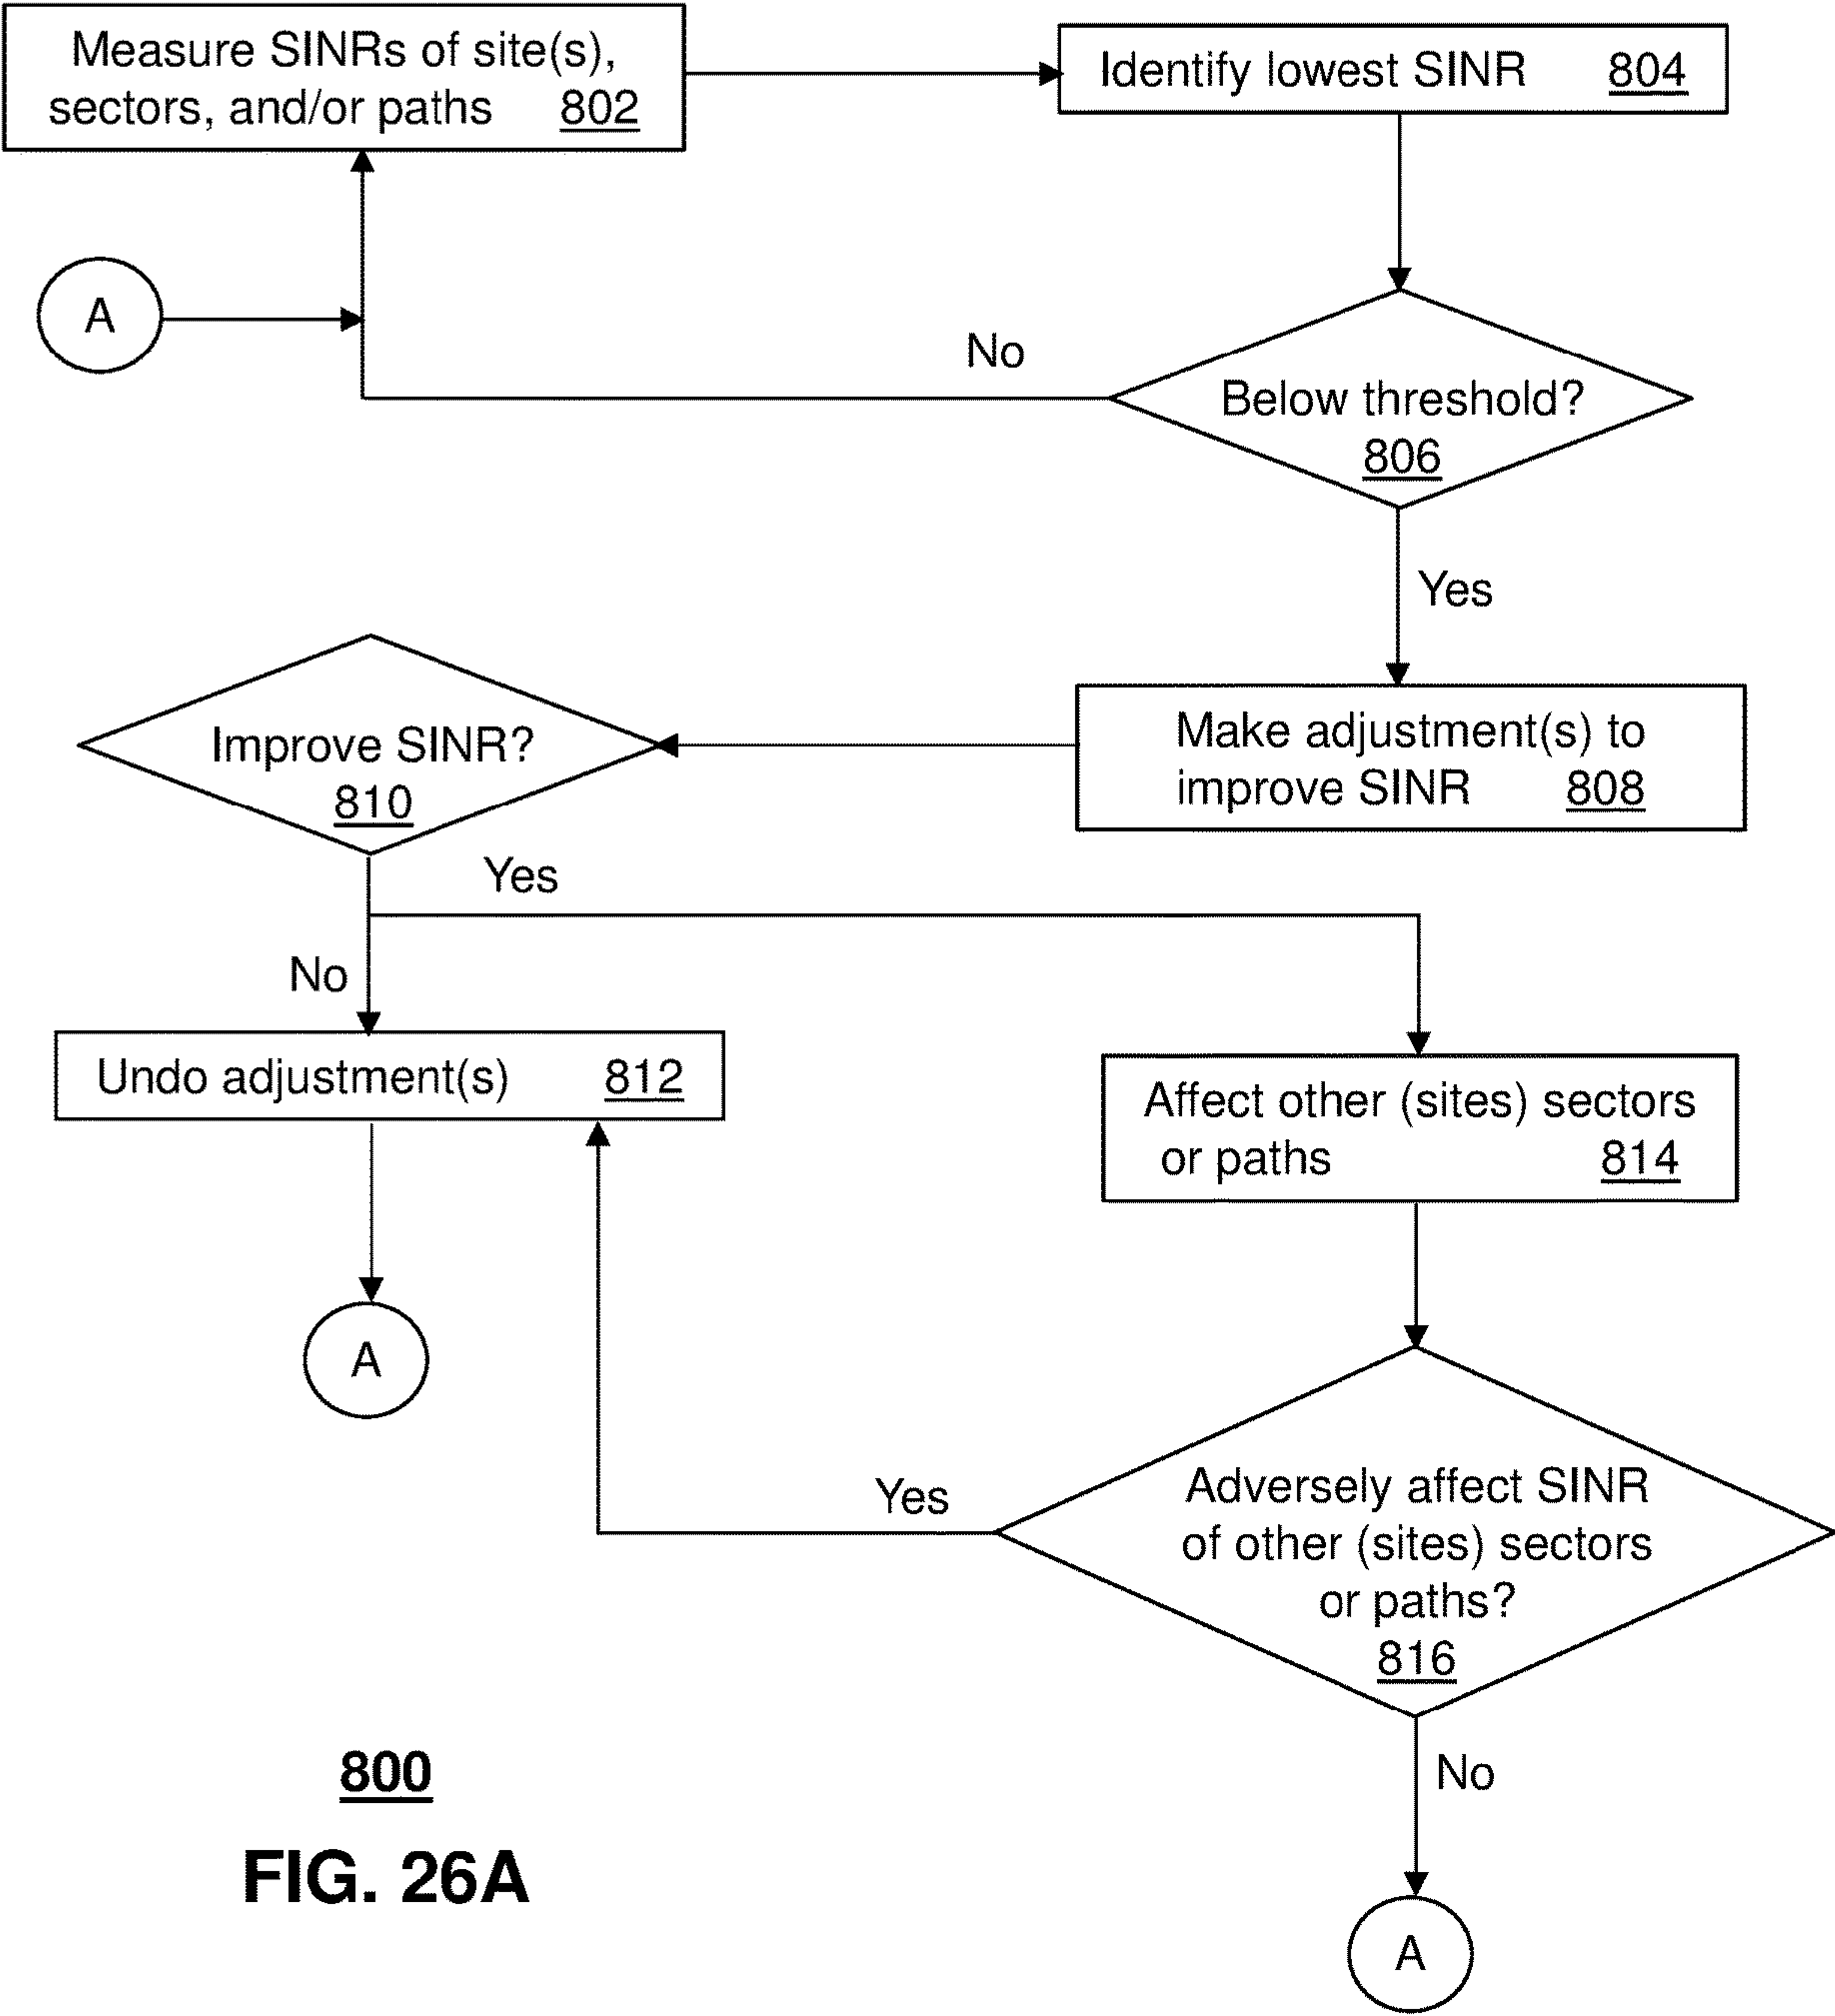 Measure SINRs of site(s),
sectors, and/or paths 802
Identify lowest SINR 804
A
No
Below threshold?
806
Yes
Improve SINR?
810
Make adjustment(s) to
improve SINR 808
Yes
No
Undo adjustment(s) 812
Affect other (sites) sectors
or paths 814
A
Yes
Adversely affect SINR
of other (sites) sectors
or paths?
816
No
800
FIG. 26A
A